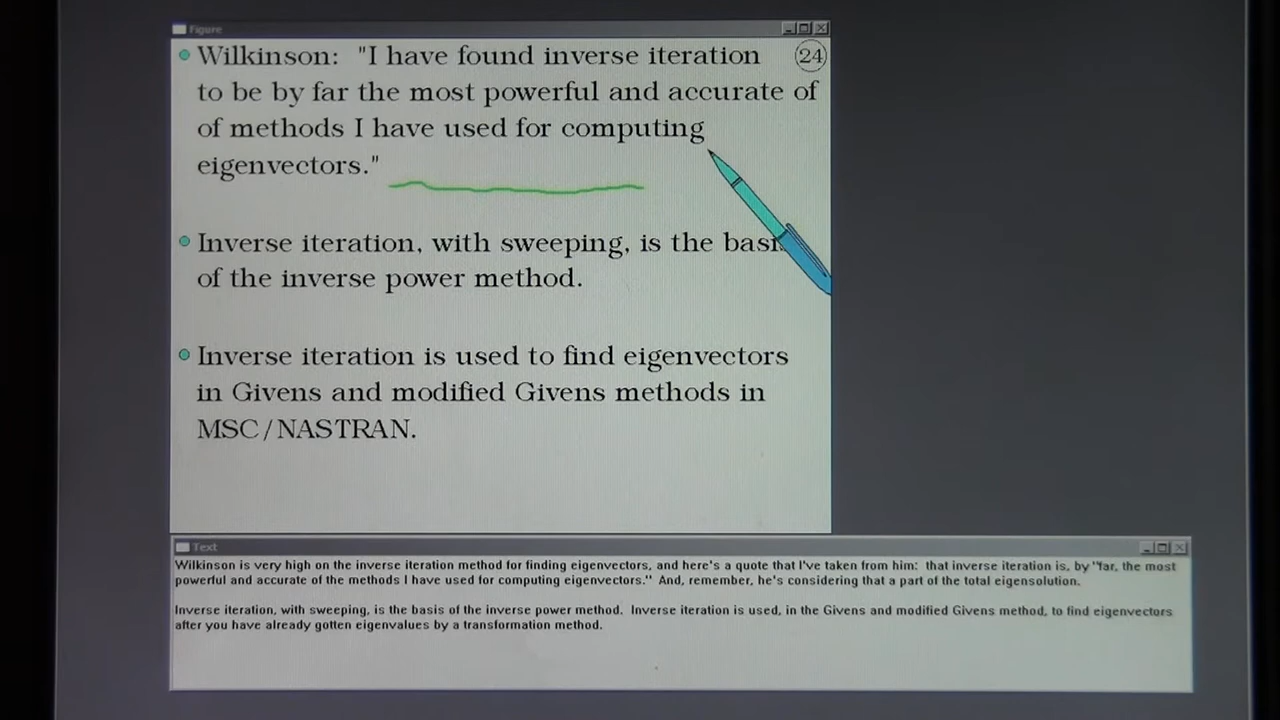 Figure
Wilkinson: "I have found inverse iteration
24
to be by far the most powerful and accurate of
of methods I have used for computing
eigenvectors."
Inverse iteration, with sweeping, is the basis
of the inverse power method.
Inverse iteration is used to find eigenvectors
in Givens and modified Givens methods in
MSC/NASTRAN.
Text
Wilkinson is very high on the inverse iteration method for finding eigenvectors, and here's a quote that I've taken from him: that inverse iteration is, by "far, the most
powerful and accurate of the methods I have used for computing eigenvectors." And, remember, he's considering that a part of the total eigensolution.
Inverse iteration, with sweeping, is the basis of the inverse power method. Inverse iteration is used, in the Givens and modified Givens method, to find eigenvectors
after you have already gotten eigenvalues by a transformation method.